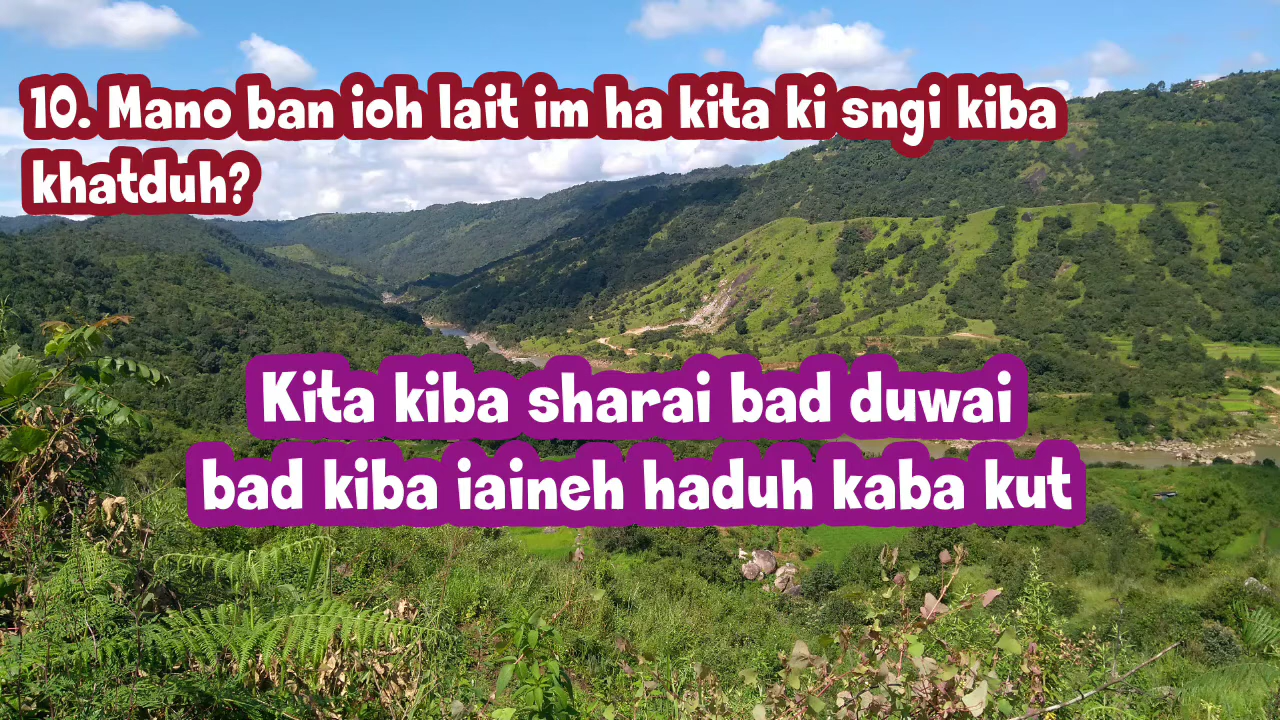 10. Mano ban ioh lait im ha kita ki sngi kiba
khatduh?
Kita kiba sharai bad duwai
bad kiba iaineh haduh kaba kut